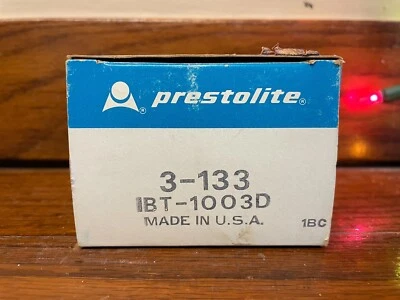 prestolite®
3-133
IBT-1003D
MADE IN U.S.A.
1BC